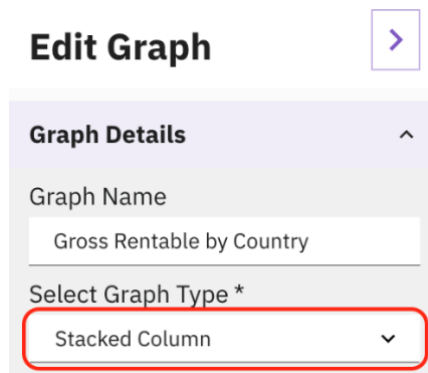 Edit Graph
Graph Details
Graph Name
Gross Rentable by Country
Select Graph Type *
Stacked Column